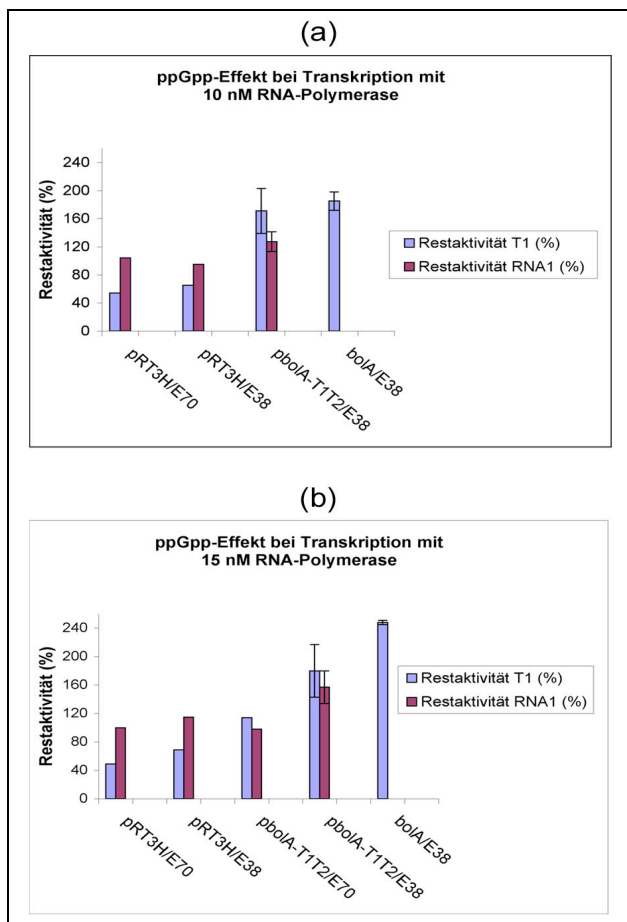 (a)
ppGpp-Effekt bei Transkription mit
10 nM RNA-Polymerase
Restaktivität (%)
240
200
160
120
80
40
0
pRT3H/E70
pRT3H/E38
pbolA-T1T2/E38
bolA/E38
Restaktivität T1 (%)
Restaktivität RNA1 (%)
(b)
ppGpp-Effekt bei Transkription mit
15 nM RNA-Polymerase
Restaktivität (%)
240
200
160
120
80
40
0
pRT3H/E70
pRT3H/E38
pbolA-T1T2/E70
pbolA-T1T2/E38
bolA/E38
Restaktivität T1 (%)
Restaktivität RNA1 (%)